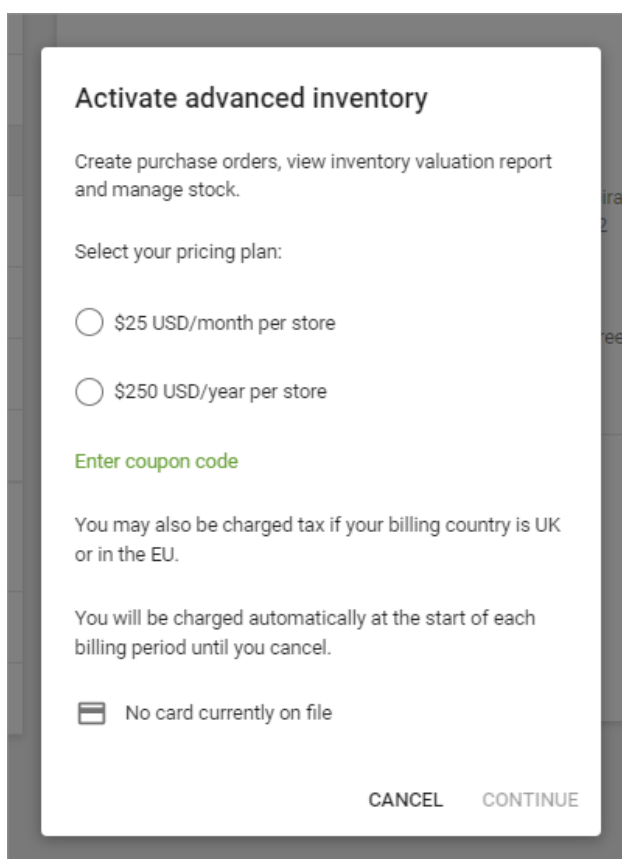 Activate advanced inventory
Create purchase orders, view inventory valuation report
and manage stock.
Select your pricing plan:
$25 USD/month per store
$250 USD/year per store
Enter coupon code
You may also be charged tax if your billing country is UK
or in the EU.
You will be charged automatically at the start of each
billing period until you cancel.
No card currently on file
CANCEL CONTINUE